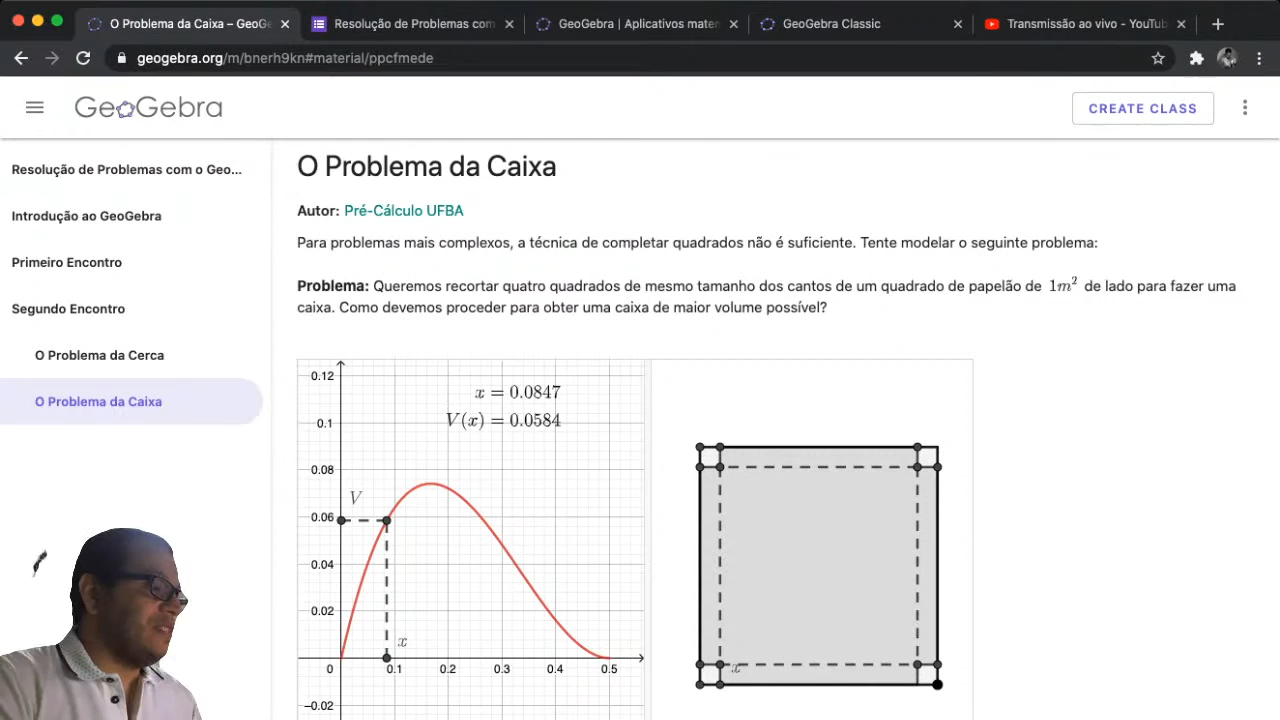 O Problema da Caixa – GeoGe
Resolução de Problemas com
GeoGebra | Aplicativos mater
GeoGebra Classic
Transmissão ao vivo - YouTub
geogebra.org/m/bnerh9kn#material/ppcfmede
GeoGebra
CREATE CLASS
Resolução de Problemas com o Geo...
Introdução ao GeoGebra
Primeiro Encontro
Segundo Encontro
O Problema da Cerca
O Problema da Caixa
O Problema da Caixa
Autor: Pré-Cálculo UFBA
Para problemas mais complexos, a técnica de completar quadrados não é suficiente. Tente modelar o seguinte problema:
Problema: Queremos recortar quatro quadrados de mesmo tamanho dos cantos de um quadrado de papelão de 1m² de lado para fazer uma
caixa. Como devemos proceder para obter uma caixa de maior volume possível?
x = 0.0847
V(x) = 0.0584
0.12
0.1
0.08
V
0.06
0.04
0.02
x
0
0.1
0.2
0.3
0.4
0.5
−0.02
x